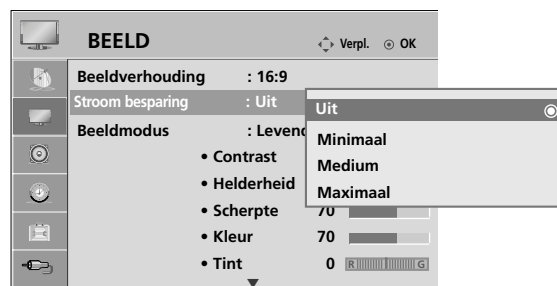 BEELD
Verpl. OK
Beeldverhouding : 16:9
Stroom besparing : Uit
Beeldmodus : Levend
• Contrast
• Helderheid
• Scherpte 70
• Kleur 70
• Tint 0 R G
Uit
Minimaal
Medium
Maximaal